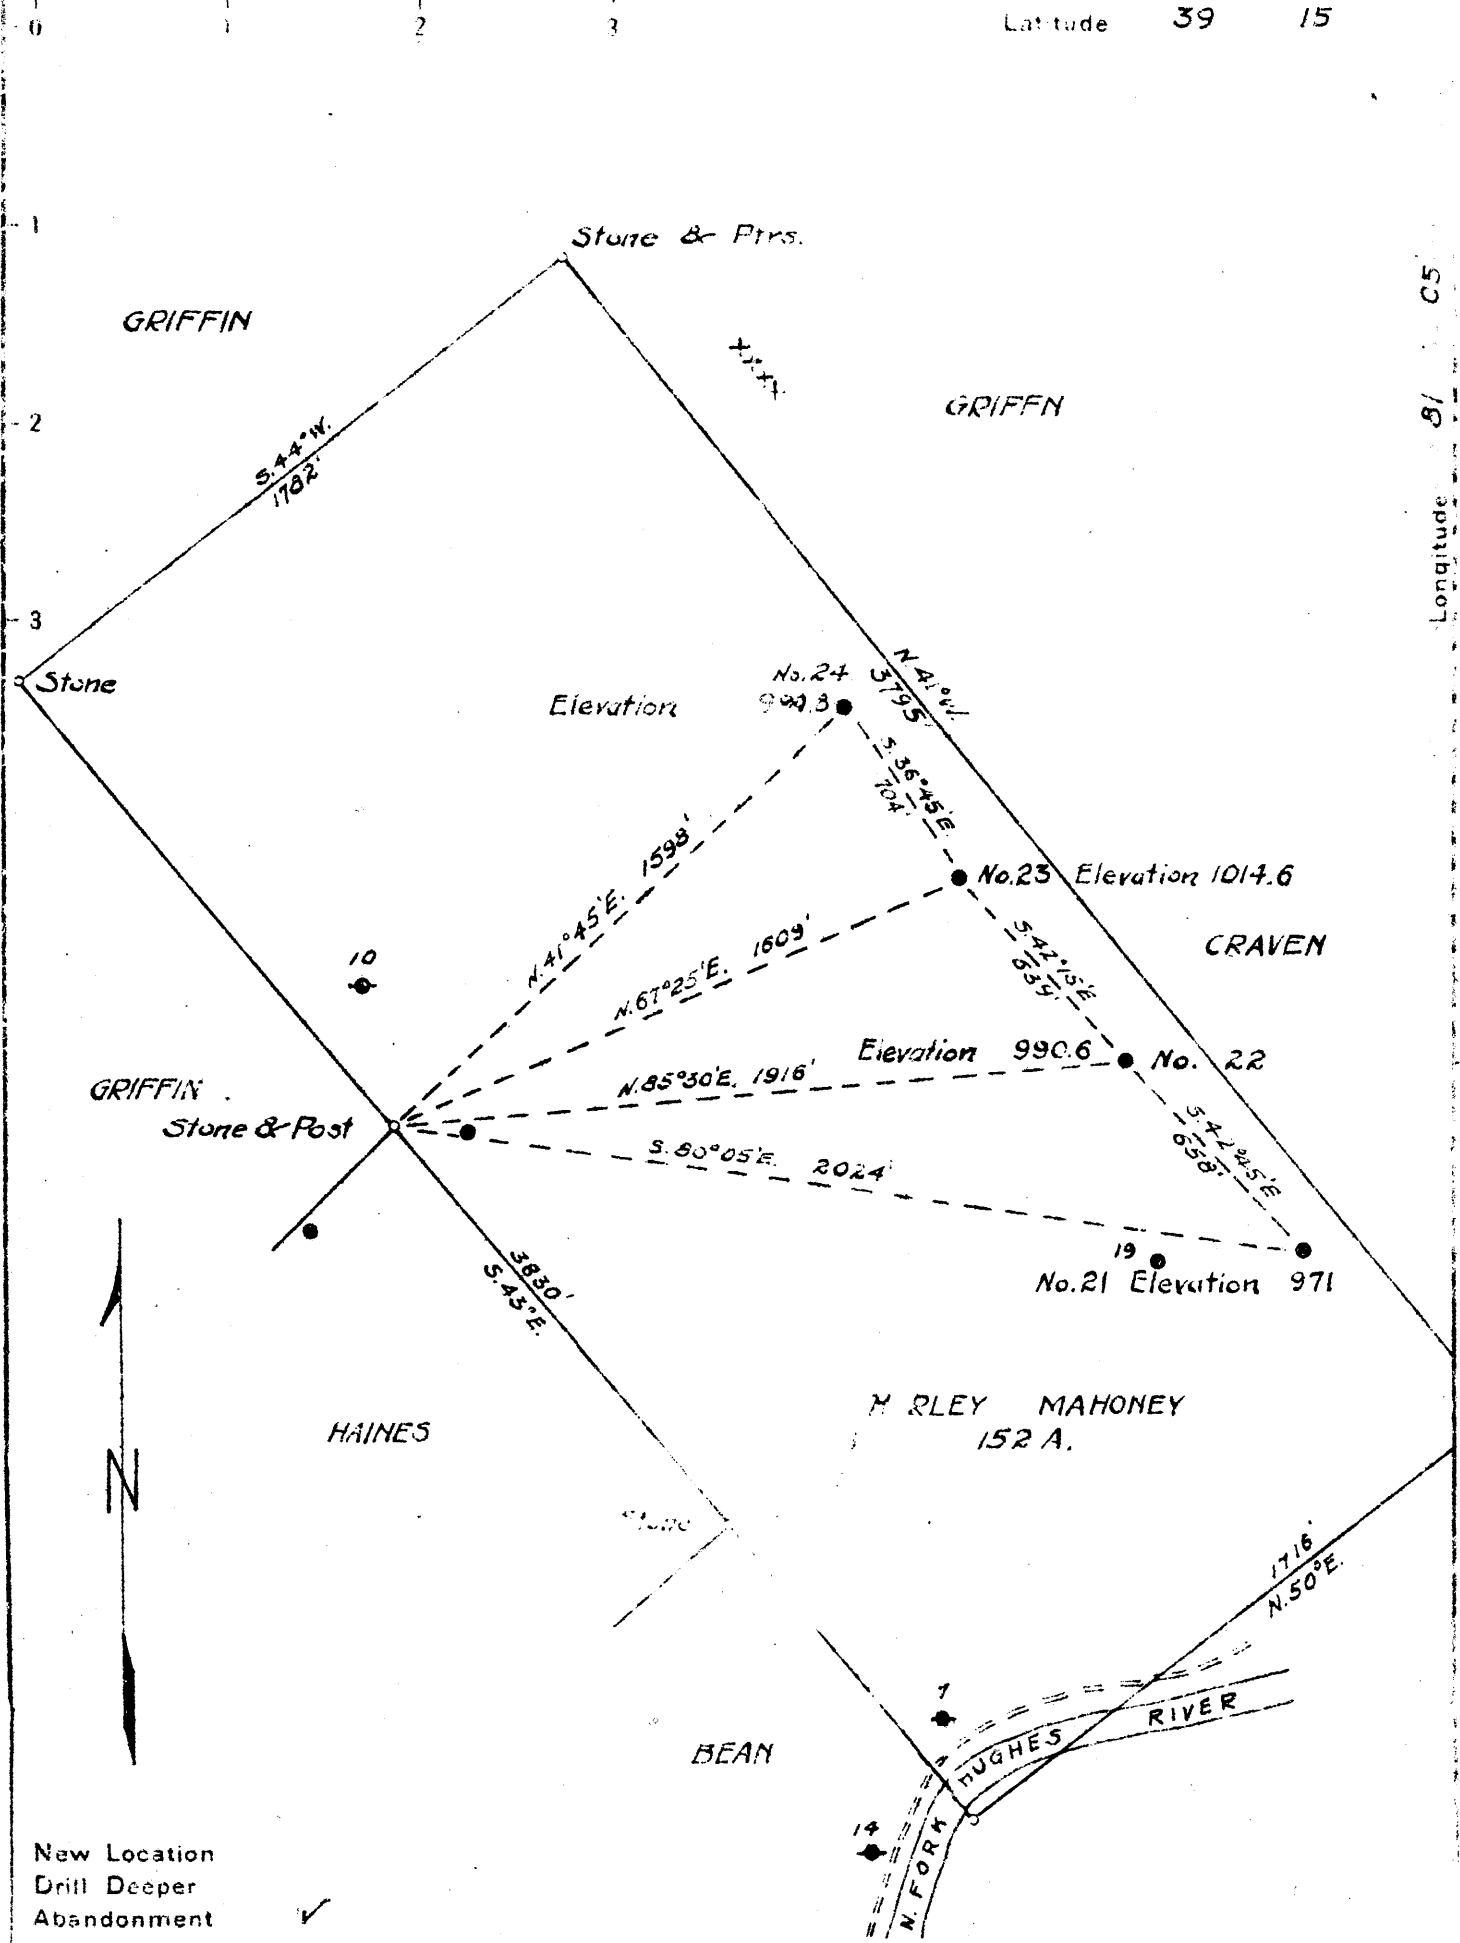 0 1 2 3
Latitude 39 15
1
Stone & Ptrs.
Longitude 81 05
GRIFFIN
GRIFFN
2
S.44°W.
1782'
3
Stone
N.41°W.
3795'
No.24
Elevation
S.36°45'E.
704'
N.41°45'E. 1598'
No.23 Elevation 1014.6
CRAVEN
N.67°25'E. 1609'
S.42°15'E
10
Elevation 990.6
No. 22
N.85°30'E. 1916'
GRIFFIN
Stone & Post
S.80°05'E. 2024'
S.42°45'E
658'
19
No.21 Elevation 971
3830'
S.43°E.
HAINES
RLEY MAHONEY
152 A.
N
Stone
1716'
N.50°E.
7
BEAN
N. FORK HUGHES RIVER
14
New Location
Drill Deeper
Abandonment ✓